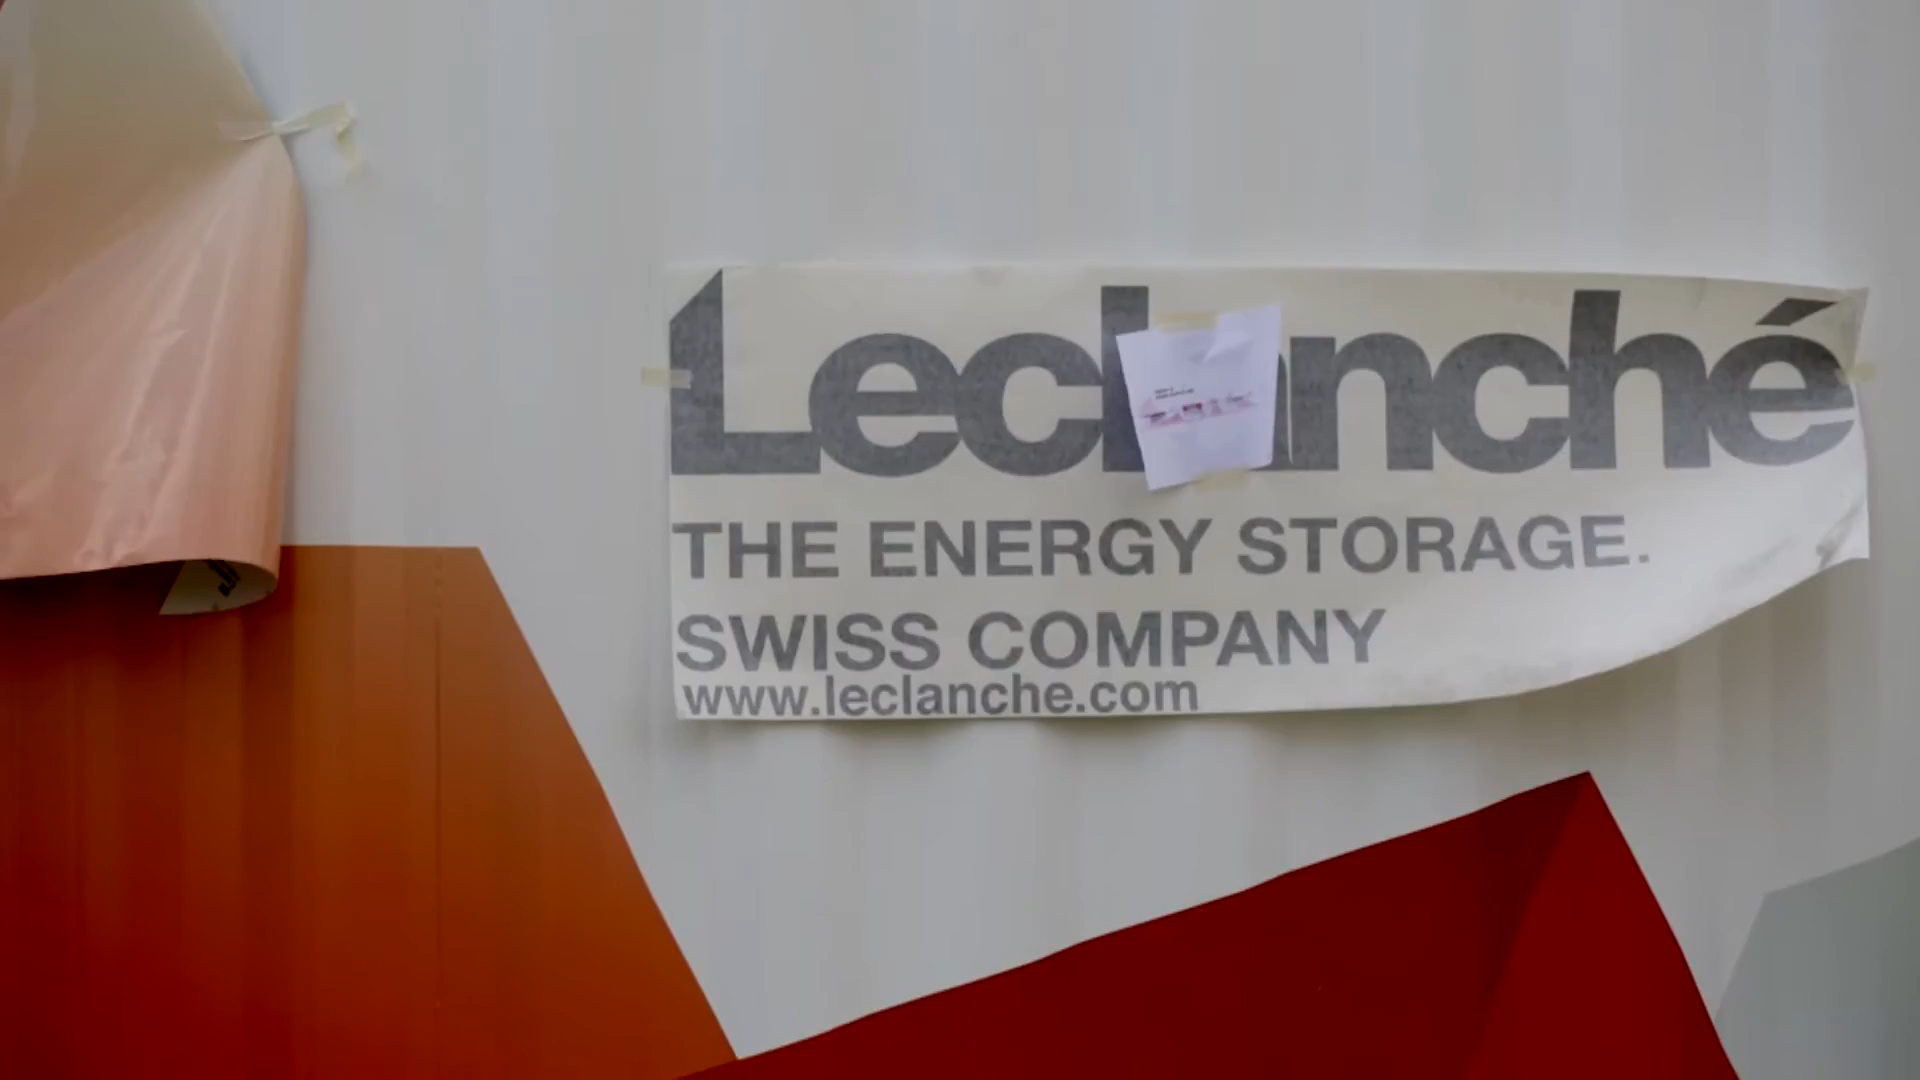 Leclanché
THE ENERGY STORAGE.
SWISS COMPANY
www.leclanche.com